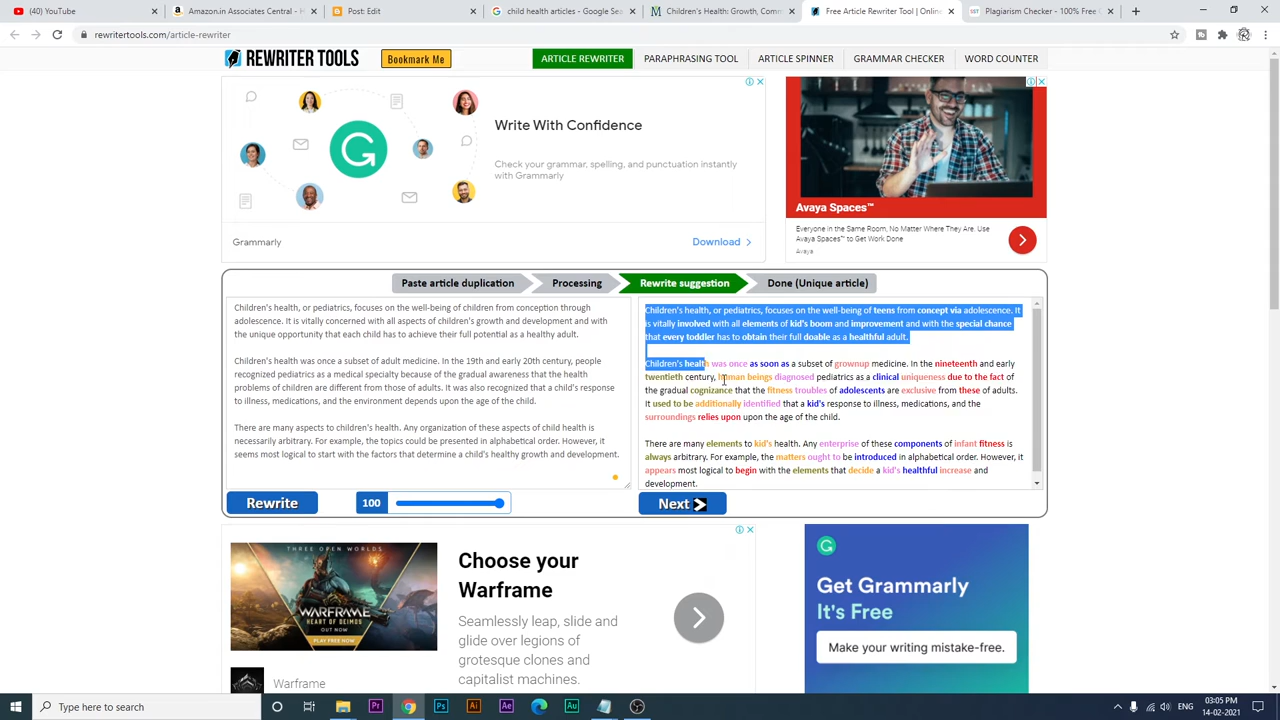 (40) YouTube
Amazon.in Associates Central - H
Post: Edit
child health articles - Google Sea
Children's Health: Growth, Comm
Free Article Rewriter Tool | Online
Plagiarism Checker - 100% Free O
rewritertools.com/article-rewriter
REWRITER TOOLS
Bookmark Me
ARTICLE REWRITER
PARAPHRASING TOOL
ARTICLE SPINNER
GRAMMAR CHECKER
WORD COUNTER
Write With Confidence
Check your grammar, spelling, and punctuation instantly
with Grammarly
Grammarly
Download
Avaya Spaces™
Everyone in the Same Room, No Matter Where They Are. Use
Avaya Spaces™ to Get Work Done
Avaya
Paste article duplication
Processing
Rewrite suggestion
Done (Unique article)
Children's health, or pediatrics, focuses on the well-being of children from conception through
adolescence. It is vitally concerned with all aspects of children's growth and development and with
the unique opportunity that each child has to achieve their full potential as a healthy adult.
Children's health was once a subset of adult medicine. In the 19th and early 20th century, people
recognized pediatrics as a medical specialty because of the gradual awareness that the health
problems of children are different from those of adults. It was also recognized that a child's response
to illness, medications, and the environment depends upon the age of the child.
There are many aspects to children's health. Any organization of these aspects of child health is
necessarily arbitrary. For example, the topics could be presented in alphabetical order. However, it
seems most logical to start with the factors that determine a child's healthy growth and development.
Children's health, or pediatrics, focuses on the well-being of teens from concept via adolescence. It
is vitally involved with all elements of kid's boom and improvement and with the special chance
that every toddler has to obtain their full doable as a healthful adult.
Children's health was once as soon as a subset of grownup medicine. In the nineteenth and early
twentieth century, human beings diagnosed pediatrics as a clinical uniqueness due to the fact of
the gradual cognizance that the fitness troubles of adolescents are exclusive from these of adults.
It used to be additionally identified that a kid's response to illness, medications, and the
surroundings relies upon upon the age of the child.
There are many elements to kid's health. Any enterprise of these components of infant fitness is
always arbitrary. For example, the matters ought to be introduced in alphabetical order. However, it
appears most logical to begin with the elements that decide a kid's healthful increase and
development.
Rewrite
100
Next
THREE OPEN WORLDS
WARFRAME
HEART OF DEIMOS
OUT NOW
PLAY FREE NOW
Choose your
Warframe
Seamlessly leap, slide and
glide over legions of
grotesque clones and
capitalist machines.
Warframe
Get Grammarly
It's Free
Make your writing mistake-free.
Type here to search
ENG
03:05 PM
14-02-2021